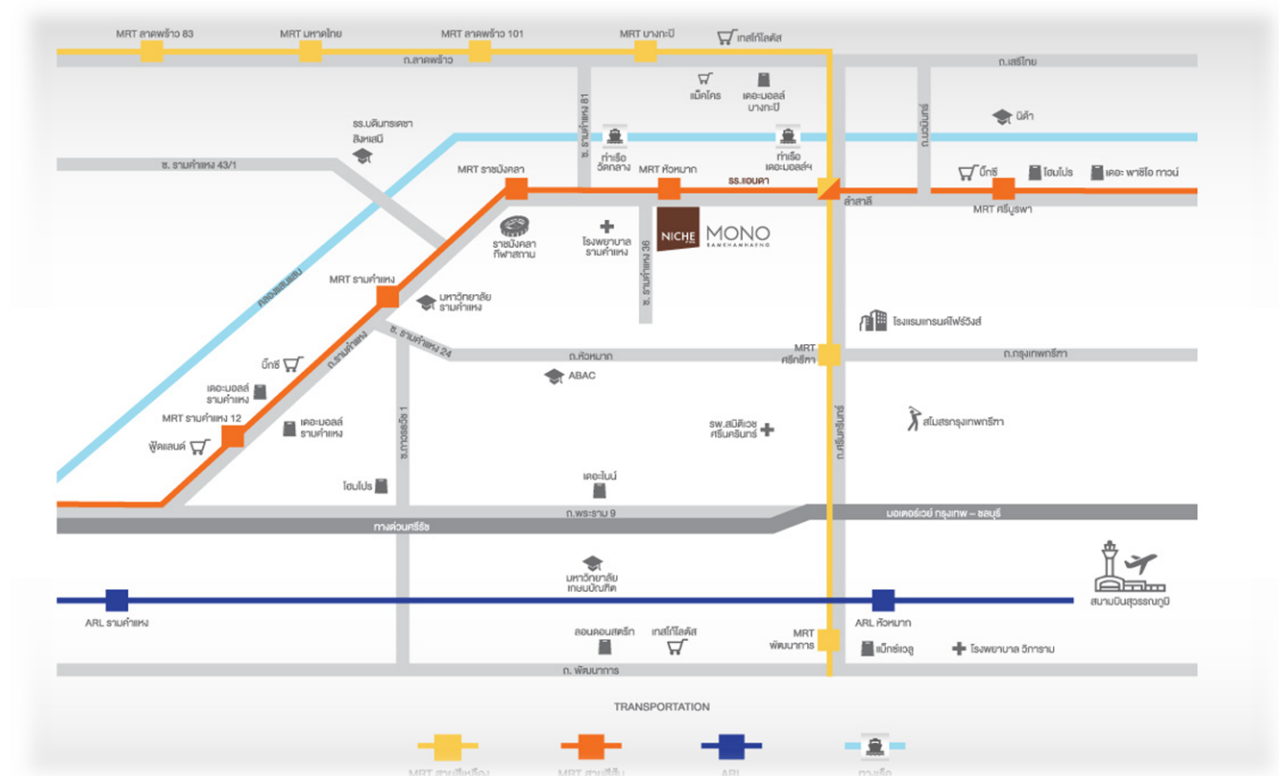 MRT ลาดพร้าว 83
MRT มหาดไทย
MRT ลาดพร้าว 101
MRT บางกะปิ
เทสโก้โลตัส
ถ.ลาดพร้าว
ถ.เสรีไทย
แม็คโคร
เดอะมอลล์
บางกะปิ
ซ. รามคำแหง 81
ถ.นวมินทร์
นิด้า
รร.บดินทรเดชา
สิงหเสนี
ซ. รามคำแหง 43/1
ท่าเรือ
วัดกลาง
ท่าเรือ
เดอะมอลล์ฯ
MRT ราชมังคลา
MRT หัวหมาก
รร.แอนดา
ลำสาลี
บิ๊กซี
โฮมโปร
เดอะ พาซิโอ ทาวน์
MRT ศรีบูรพา
ราชมังคลา
กีฬาสถาน
โรงพยาบาล
รามคำแหง
ซ. รามคำแหง 36
NICHE
MONO
RAMKHAMHAENG
คลองแสนแสบ
MRT รามคำแหง
มหาวิทยาลัย
รามคำแหง
ถ.รามคำแหง
ซ. รามคำแหง 24
โรงแรมแกรนด์โฟร์วิงส์
MRT
ศรีกรีฑา
ถ.หัวหมาก
ถ.กรุงเทพกรีฑา
บิ๊กซี
ABAC
เดอะมอลล์
รามคำแหง
MRT รามคำแหง 12
เดอะมอลล์
รามคำแหง
ฟู้ดแลนด์
ซ.ถาวรธวัช 1
รพ.สมิติเวช
ศรีนครินทร์
ถ.ศรีนครินทร์
สโมสรกรุงเทพกรีฑา
โฮมโปร
เดอะไนน์
ถ.พระราม 9
ทางด่วนศรีรัช
มอเตอร์เวย์ กรุงเทพ – ชลบุรี
มหาวิทยาลัย
เกษมบัณฑิต
สนามบินสุวรรณภูมิ
ARL รามคำแหง
ARL หัวหมาก
ลอนดอนสตรีท
เทสโก้โลตัส
MRT
พัฒนาการ
แม็กซ์แวลู
โรงพยาบาล วิภาราม
ถ. พัฒนาการ
TRANSPORTATION
MRT สายสีเหลือง
MRT สายสีส้ม
ARL
ทางเรือ